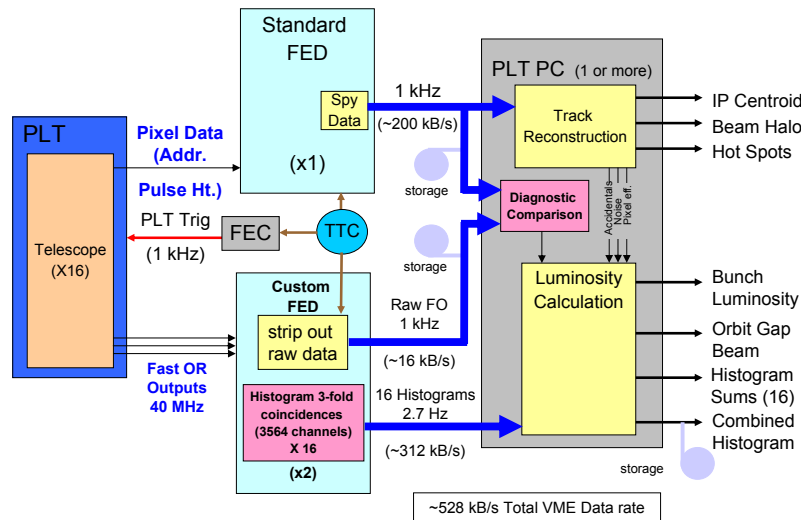 Standard
FED
Spy
Data
(x1)
1 kHz
(~200 kB/s)
storage
PLT PC (1 or more)
Track
Reconstruction
IP Centroid
Beam Halo
Hot Spots
PLT
Pixel Data
(Addr.
Pulse Ht.)
PLT Trig
(1 kHz)
FEC
TTC
Telescope
(X16)
Diagnostic
Comparison
Accidentals
Noise
Pixel eff.
storage
Custom
FED
strip out
raw data
Raw FO
1 kHz
(~16 kB/s)
Luminosity
Calculation
Bunch
Luminosity
Orbit Gap
Beam
Histogram
Sums (16)
Combined
Histogram
storage
Fast OR
Outputs
40 MHz
Histogram 3-fold
coincidences
(3564 channels)
X 16
(x2)
16 Histograms
2.7 Hz
(~312 kB/s)
~528 kB/s Total VME Data rate